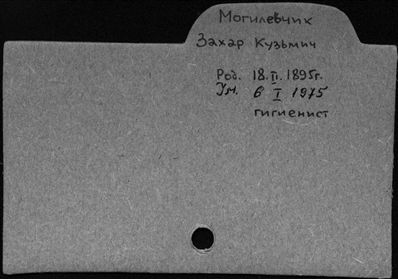 Могилевчик
Захар Кузьмич
Род. 18.II.1895г.
Ум. 6 I 1975
гигиенист